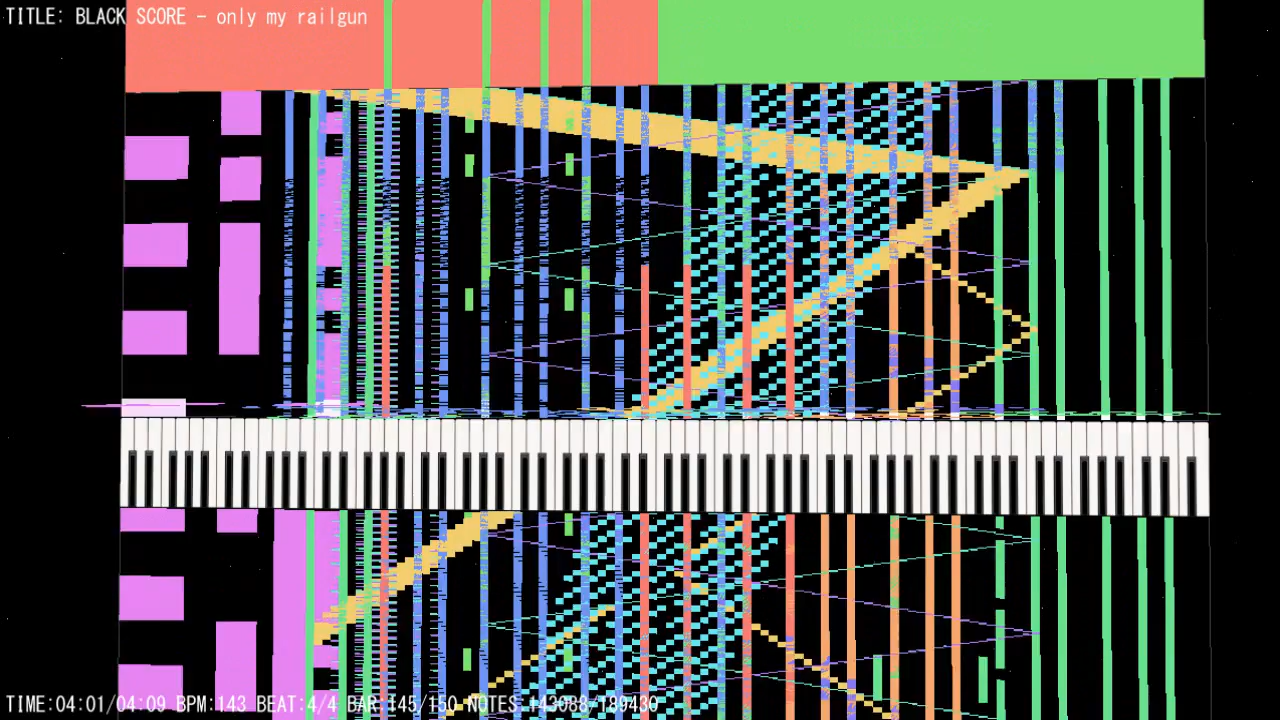 TITLE: BLACK SCORE - only my railgun
TIME:04:01/04:09 BPM:143 BEAT:4/4 BAR:145/150 NOTES:143088/189430